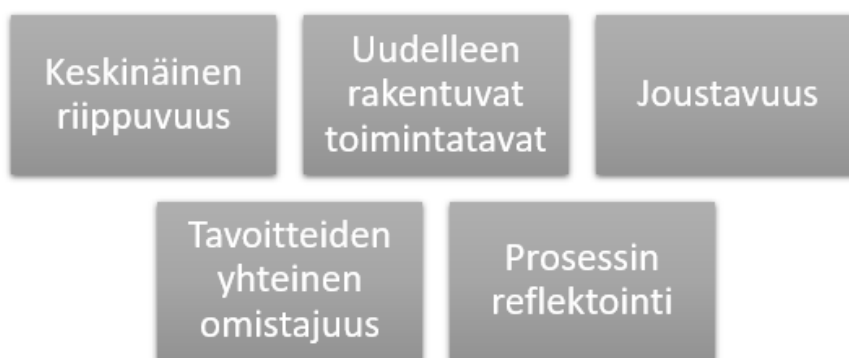 Keskinäinen
riippuvuus
Uudelleen
rakentuvat
toimintatavat
Joustavuus
Tavoitteiden
yhteinen
omistajuus
Prosessin
reflektointi